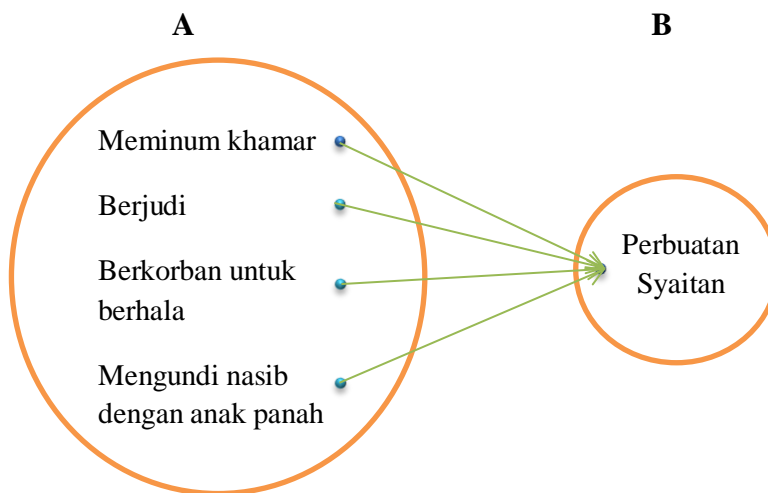 A
B
Meminum khamar
Berjudi
Berkorban untuk
berhala
Mengundi nasib
dengan anak panah
Perbuatan
Syaitan